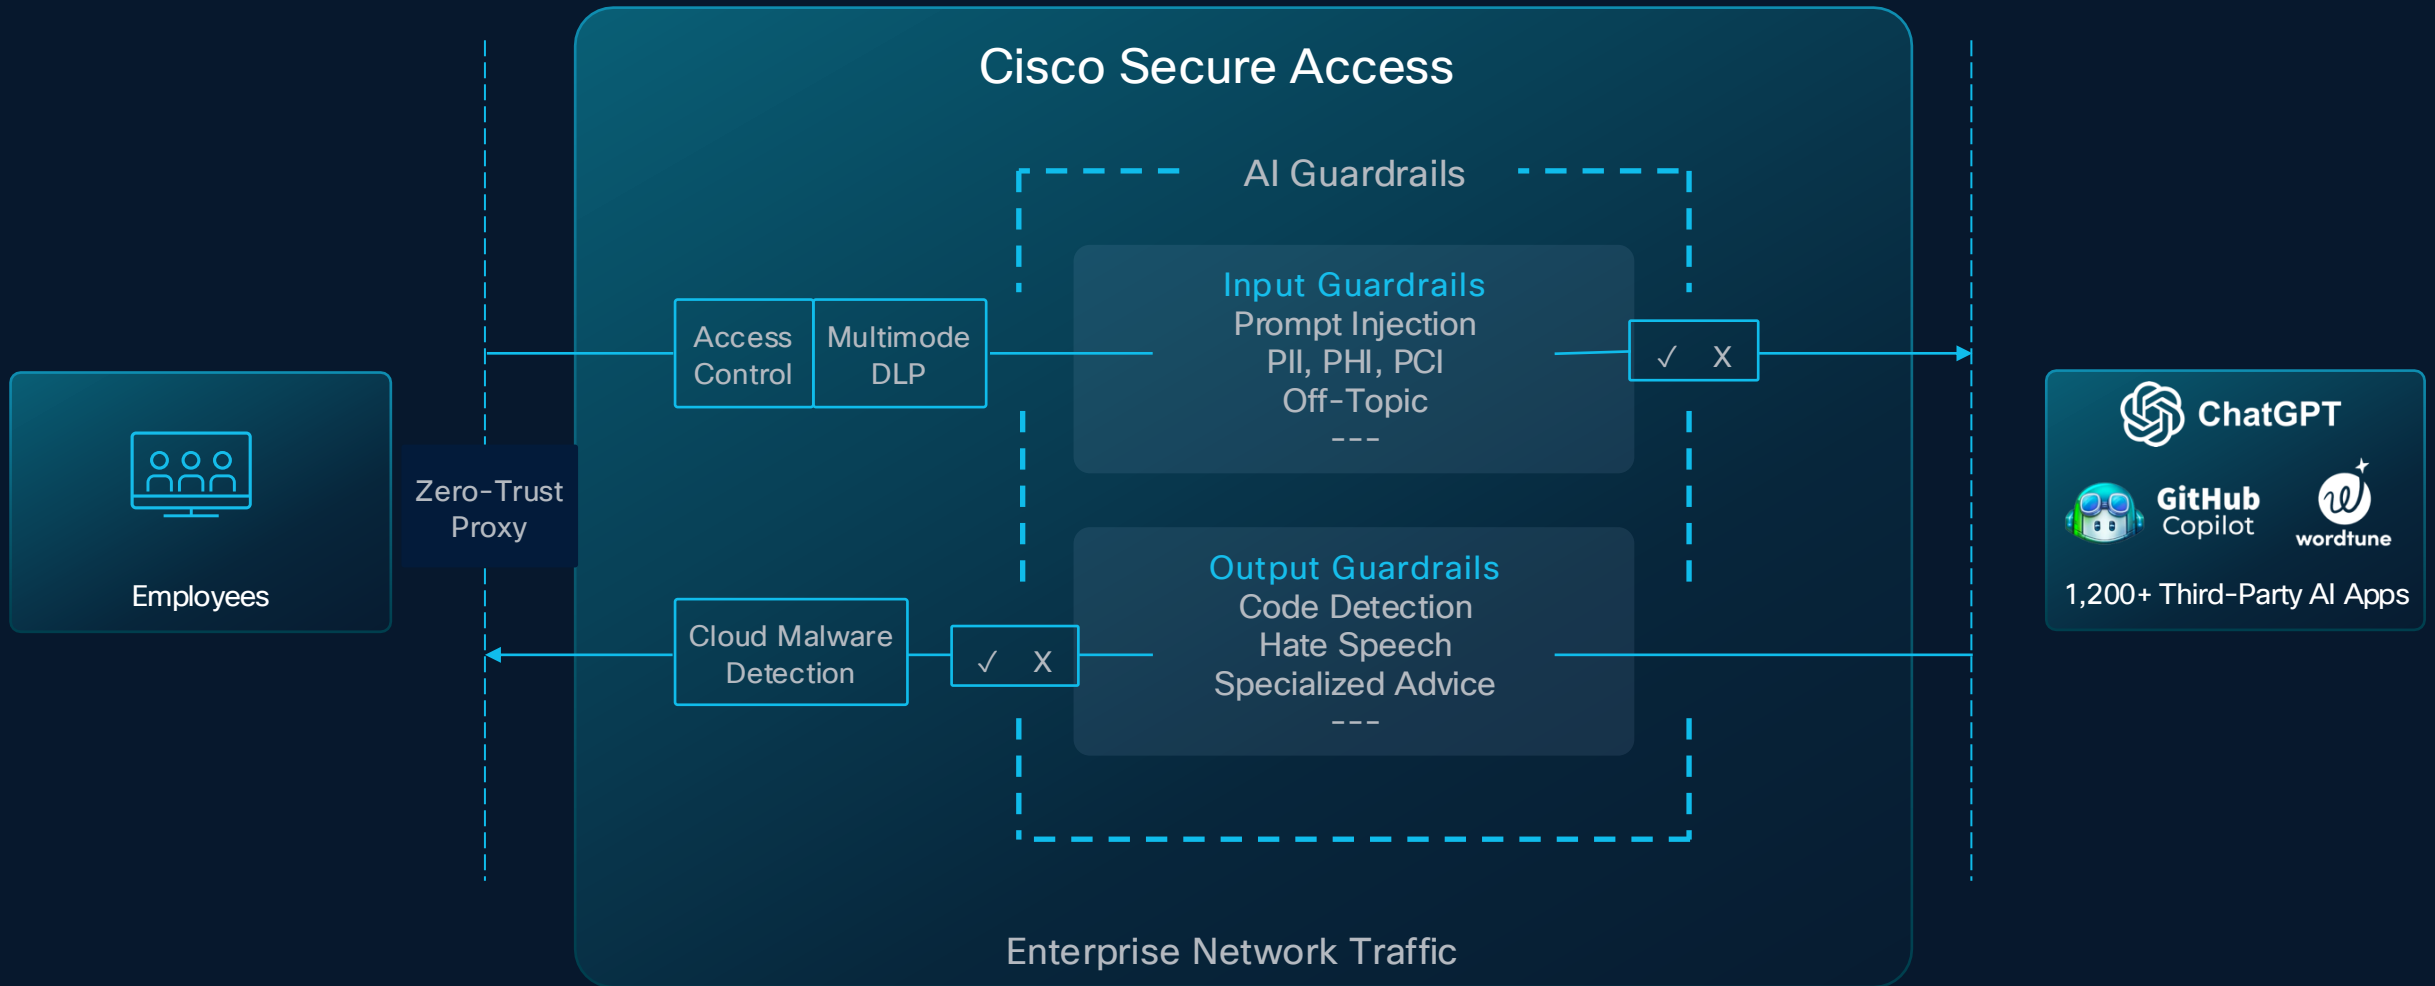 Cisco Secure Access
AI Guardrails
Input Guardrails
Prompt Injection
PII, PHI, PCI
Off-Topic
---
Access
Control
Multimode
DLP
✓ X
Employees
Zero-Trust
Proxy
Output Guardrails
Code Detection
Hate Speech
Specialized Advice
---
Cloud Malware
Detection
✓ X
ChatGPT
GitHub
Copilot
wordtune
1,200+ Third-Party AI Apps
Enterprise Network Traffic